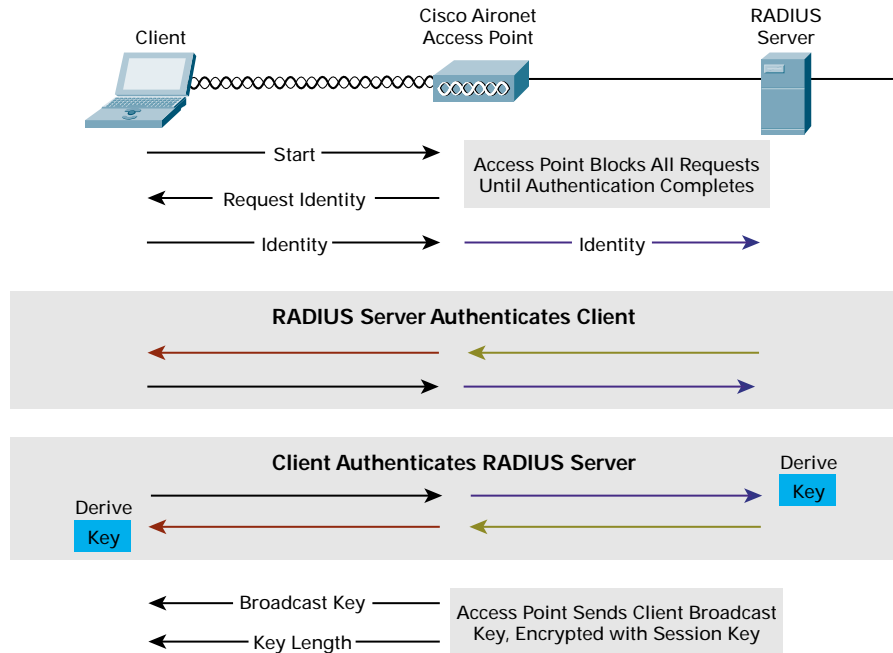 Client
Cisco Aironet
Access Point
RADIUS
Server
Start
Access Point Blocks All Requests
Until Authentication Completes
Request Identity
Identity
Identity
RADIUS Server Authenticates Client
Client Authenticates RADIUS Server
Derive
Key
Derive
Key
Broadcast Key
Key Length
Access Point Sends Client Broadcast
Key, Encrypted with Session Key